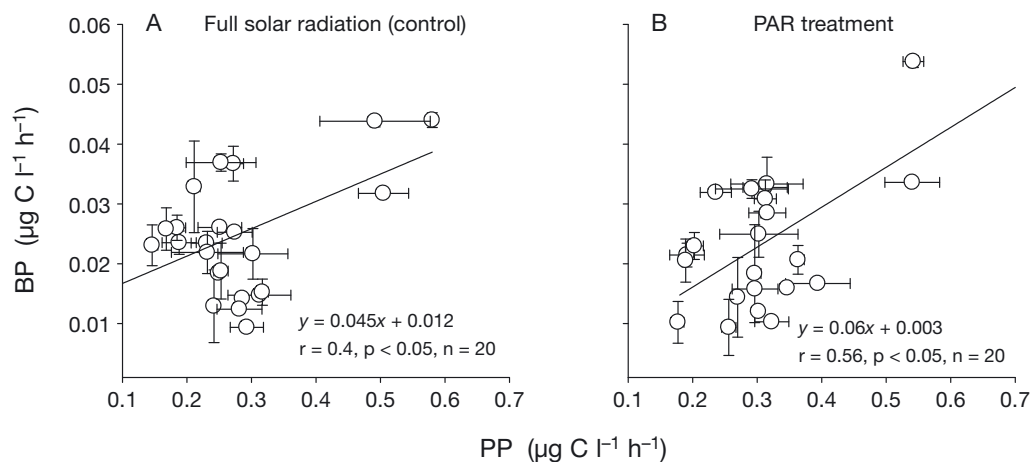 A Full solar radiation (control)
B PAR treatment
0.06
0.05
0.04
0.03
0.02
0.01
BP (µg C l⁻¹ h⁻¹)
y = 0.045x + 0.012
r = 0.4, p < 0.05, n = 20
y = 0.06x + 0.003
r = 0.56, p < 0.05, n = 20
0.1 0.2 0.3 0.4 0.5 0.6 0.7
0.1 0.2 0.3 0.4 0.5 0.6 0.7
PP (µg C l⁻¹ h⁻¹)